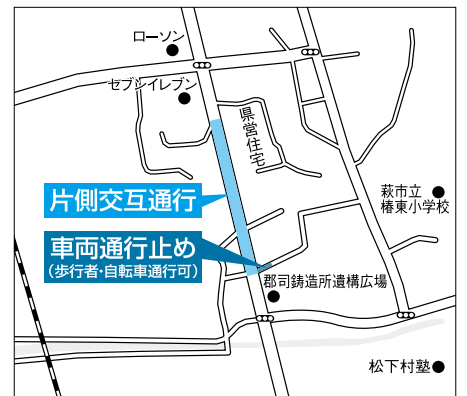 ローソン
セブンイレブン
県営住宅
片側交互通行
萩市立
椿東小学校
車両通行止め
（歩行者・自転車通行可）
郡司鋳造所遺構広場
松下村塾